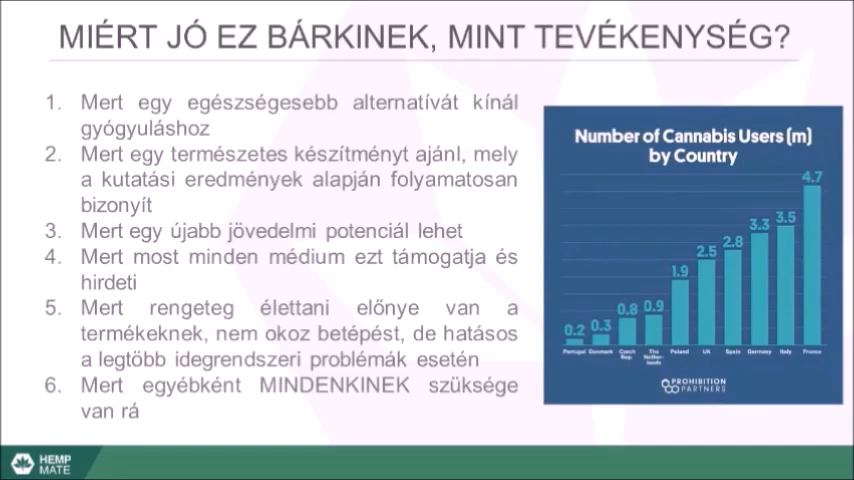 MIÉRT JÓ EZ BÁRKINEK, MINT TEVÉKENYSÉG?
1. Mert egy egészségesebb alternatívát kínál
gyógyuláshoz
2. Mert egy természetes készítményt ajánl, mely
a kutatási eredmények alapján folyamatosan
bizonyít
3. Mert egy újabb jövedelmi potenciál lehet
4. Mert most minden médium ezt támogatja és
hirdeti
5. Mert rengeteg élettani előnye van a
termékeknek, nem okoz betépést, de hatásos
a legtöbb idegrendszeri problémák esetén
6. Mert egyébként MINDENKINEK szüksége
van rá
Number of Cannabis Users (m)
by Country
0.2 0.3 0.8 0.9 1.9 2.5 2.8 3.3 3.5 4.7
Portugal Denmark Czech Rep. The Nether-lands Poland UK Spain Germany Italy France
PROHIBITION
PARTNERS
HEMP
MATE